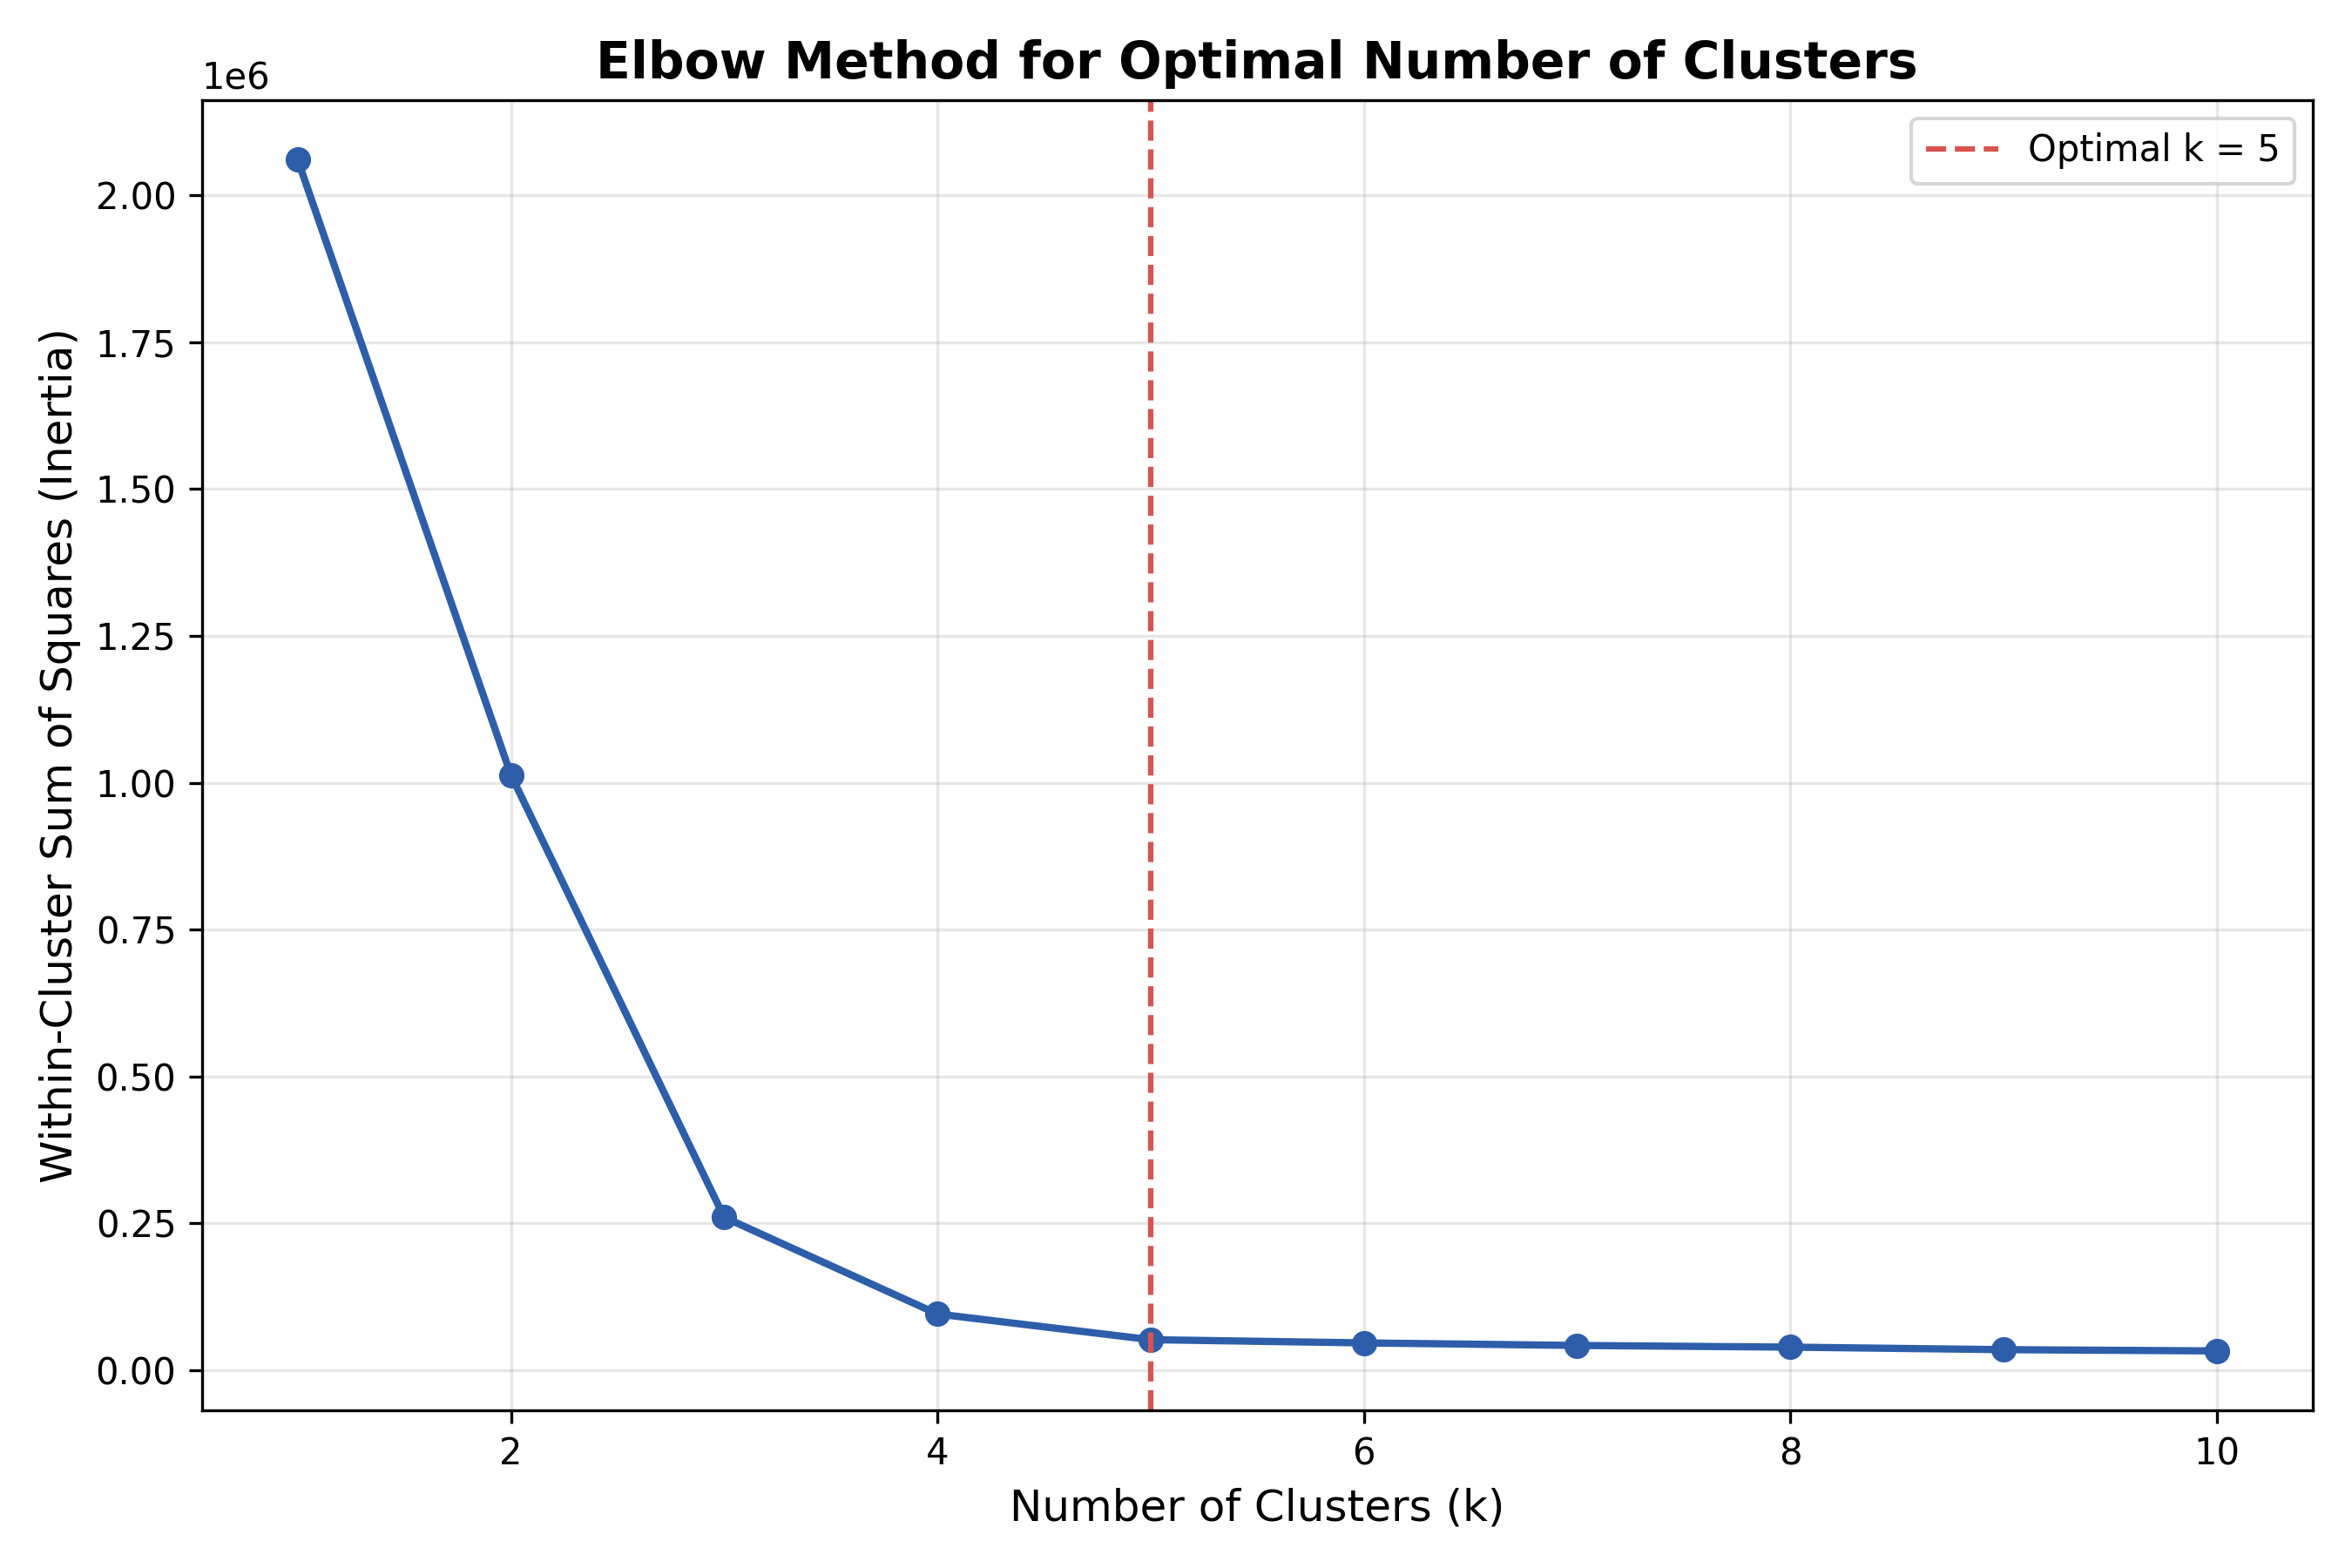 Elbow Method for Optimal Number of Clusters
1e6
Optimal k = 5
2.00
1.75
1.50
1.25
1.00
0.75
0.50
0.25
0.00
Within-Cluster Sum of Squares (Inertia)
2 4 6 8 10
Number of Clusters (k)